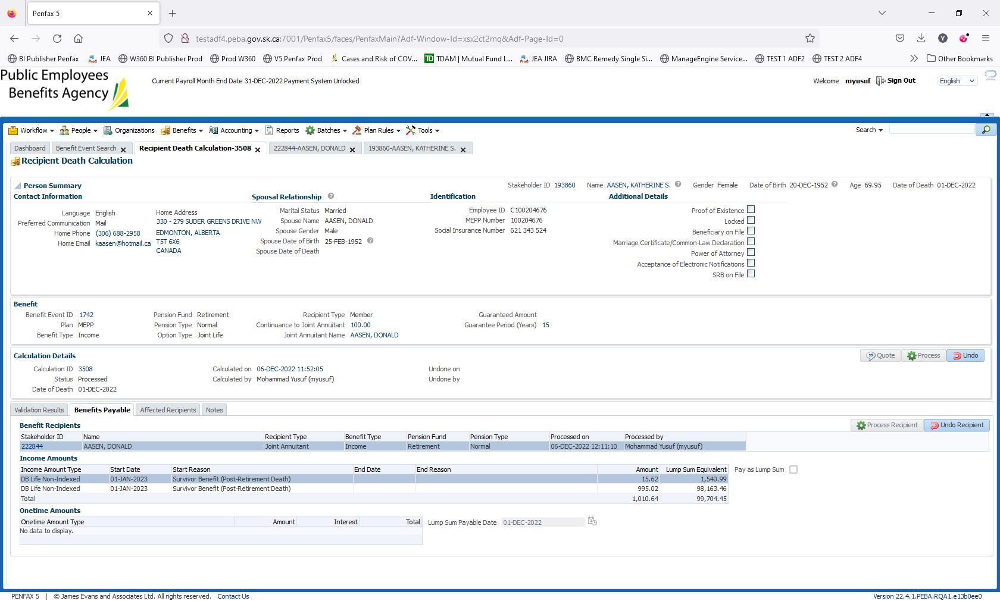 Penfax 5
testadf4.peba.gov.sk.ca:7001/Penfax5/faces/PenfaxMain?Adf-Window-Id=xsx2ct2mq&Adf-Page-Id=0
BI Publisher Penfax JEA W360 BI Publisher Prod Prod W360 V5 Penfax Prod Cases and Risk of COV... TD TDAM | Mutual Fund L... JEA JIRA BMC Remedy Single Si... ManageEngine Service... TEST 1 ADF2 TEST 2 ADF4 Other Bookmarks
Public Employees
Benefits Agency
Current Payroll Month End Date 31-DEC-2022 Payment System Unlocked
Welcome myusuf Sign Out English
Workflow People Organizations Benefits Accounting Reports Batches Plan Rules Tools Search
Dashboard Benefit Event Search Recipient Death Calculation-3508 222844-AASEN, DONALD 193860-AASEN, KATHERINE S.
Recipient Death Calculation
Person Summary Stakeholder ID 193860 Name AASEN, KATHERINE S. Gender Female Date of Birth 20-DEC-1952 Age 69.95 Date of Death 01-DEC-2022
Contact Information
Language English
Preferred Communication Mail
Home Phone (306) 688-2958
Home Email kaasen@hotmail.ca
Home Address
330 - 279 SUDER GREENS DRIVE NW
EDMONTON, ALBERTA
T5T 6X6
CANADA
Spousal Relationship
Marital Status Married
Spouse Name AASEN, DONALD
Spouse Gender Male
Spouse Date of Birth 25-FEB-1952
Spouse Date of Death
Identification
Employee ID C100204676
MEPP Number 100204676
Social Insurance Number 621 343 524
Additional Details
Proof of Existence
Locked
Beneficiary on File
Marriage Certificate/Common-Law Declaration
Power of Attorney
Acceptance of Electronic Notifications
SRB on File
Benefit
Benefit Event ID 1742 Pension Fund Retirement Recipient Type Member Guaranteed Amount
Plan MEPP Pension Type Normal Continuance to Joint Annuitant 100.00 Guarantee Period (Years) 15
Benefit Type Income Option Type Joint Life Joint Annuitant Name AASEN, DONALD
Calculation Details Quote Process Undo
Calculation ID 3508 Calculated on 06-DEC-2022 11:52:05 Undone on
Status Processed Calculated by Mohammad Yusuf (myusuf) Undone by
Date of Death 01-DEC-2022
Validation Results Benefits Payable Affected Recipients Notes
Benefit Recipients Process Recipient Undo Recipient
Stakeholder ID Name Recipient Type Benefit Type Pension Fund Pension Type Processed on Processed by
222844 AASEN, DONALD Joint Annuitant Income Retirement Normal 06-DEC-2022 12:11:10 Mohammad Yusuf (myusuf)
Income Amounts
Income Amount Type Start Date Start Reason End Date End Reason Amount Lump Sum Equivalent Pay as Lump Sum
DB Life Non-Indexed 01-JAN-2023 Survivor Benefit (Post-Retirement Death) 15.62 1,540.99
DB Life Non-Indexed 01-JAN-2023 Survivor Benefit (Post-Retirement Death) 995.02 98,163.46
Total 1,010.64 99,704.45
Onetime Amounts
Onetime Amount Type Amount Interest Total Lump Sum Payable Date 01-DEC-2022
No data to display.
PENFAX 5 | © James Evans and Associates Ltd. All rights reserved. Contact Us Version 22.4.1.PEBA.RQA1.e13b0ee0